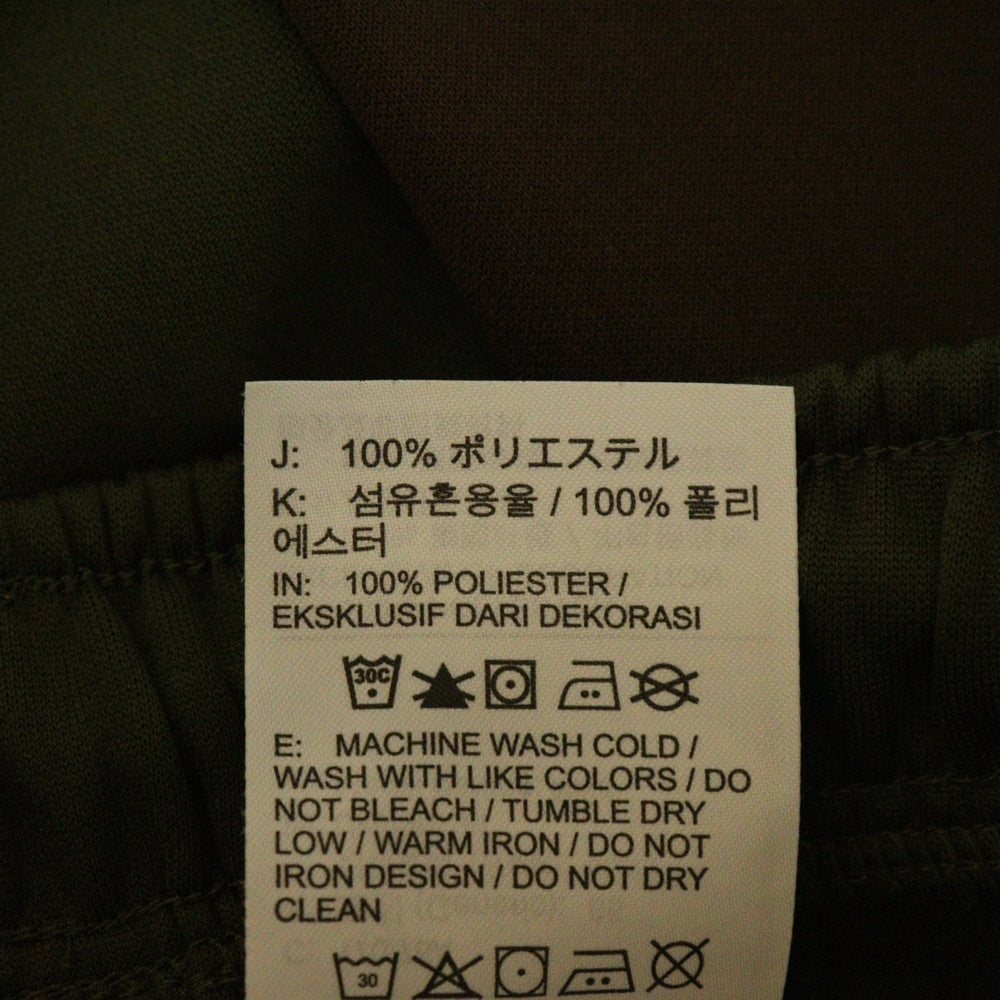 J: 100% ポリエステル
K: 섬유혼용율 / 100% 폴리
에스터
IN: 100% POLIESTER /
EKSKLUSIF DARI DEKORASI
30C
E: MACHINE WASH COLD /
WASH WITH LIKE COLORS / DO
NOT BLEACH / TUMBLE DRY
LOW / WARM IRON / DO NOT
IRON DESIGN / DO NOT DRY
CLEAN
30